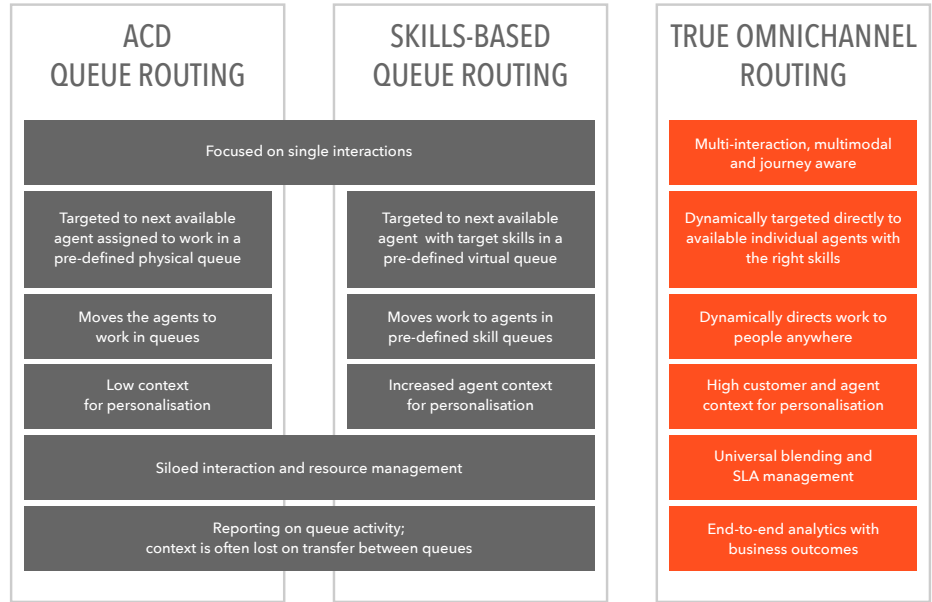 ACD
QUEUE ROUTING
SKILLS-BASED
QUEUE ROUTING
TRUE OMNICHANNEL
ROUTING
Focused on single interactions
Multi-interaction, multimodal
and journey aware
Targeted to next available
agent assigned to work in a
pre-defined physical queue
Targeted to next available
agent with target skills in a
pre-defined virtual queue
Dynamically targeted directly to
available individual agents with
the right skills
Moves the agents to
work in queues
Moves work to agents in
pre-defined skill queues
Dynamically directs work to
people anywhere
Low context
for personalisation
Increased agent context
for personalisation
High customer and agent
context for personalisation
Siloed interaction and resource management
Universal blending and
SLA management
Reporting on queue activity;
context is often lost on transfer between queues
End-to-end analytics with
business outcomes